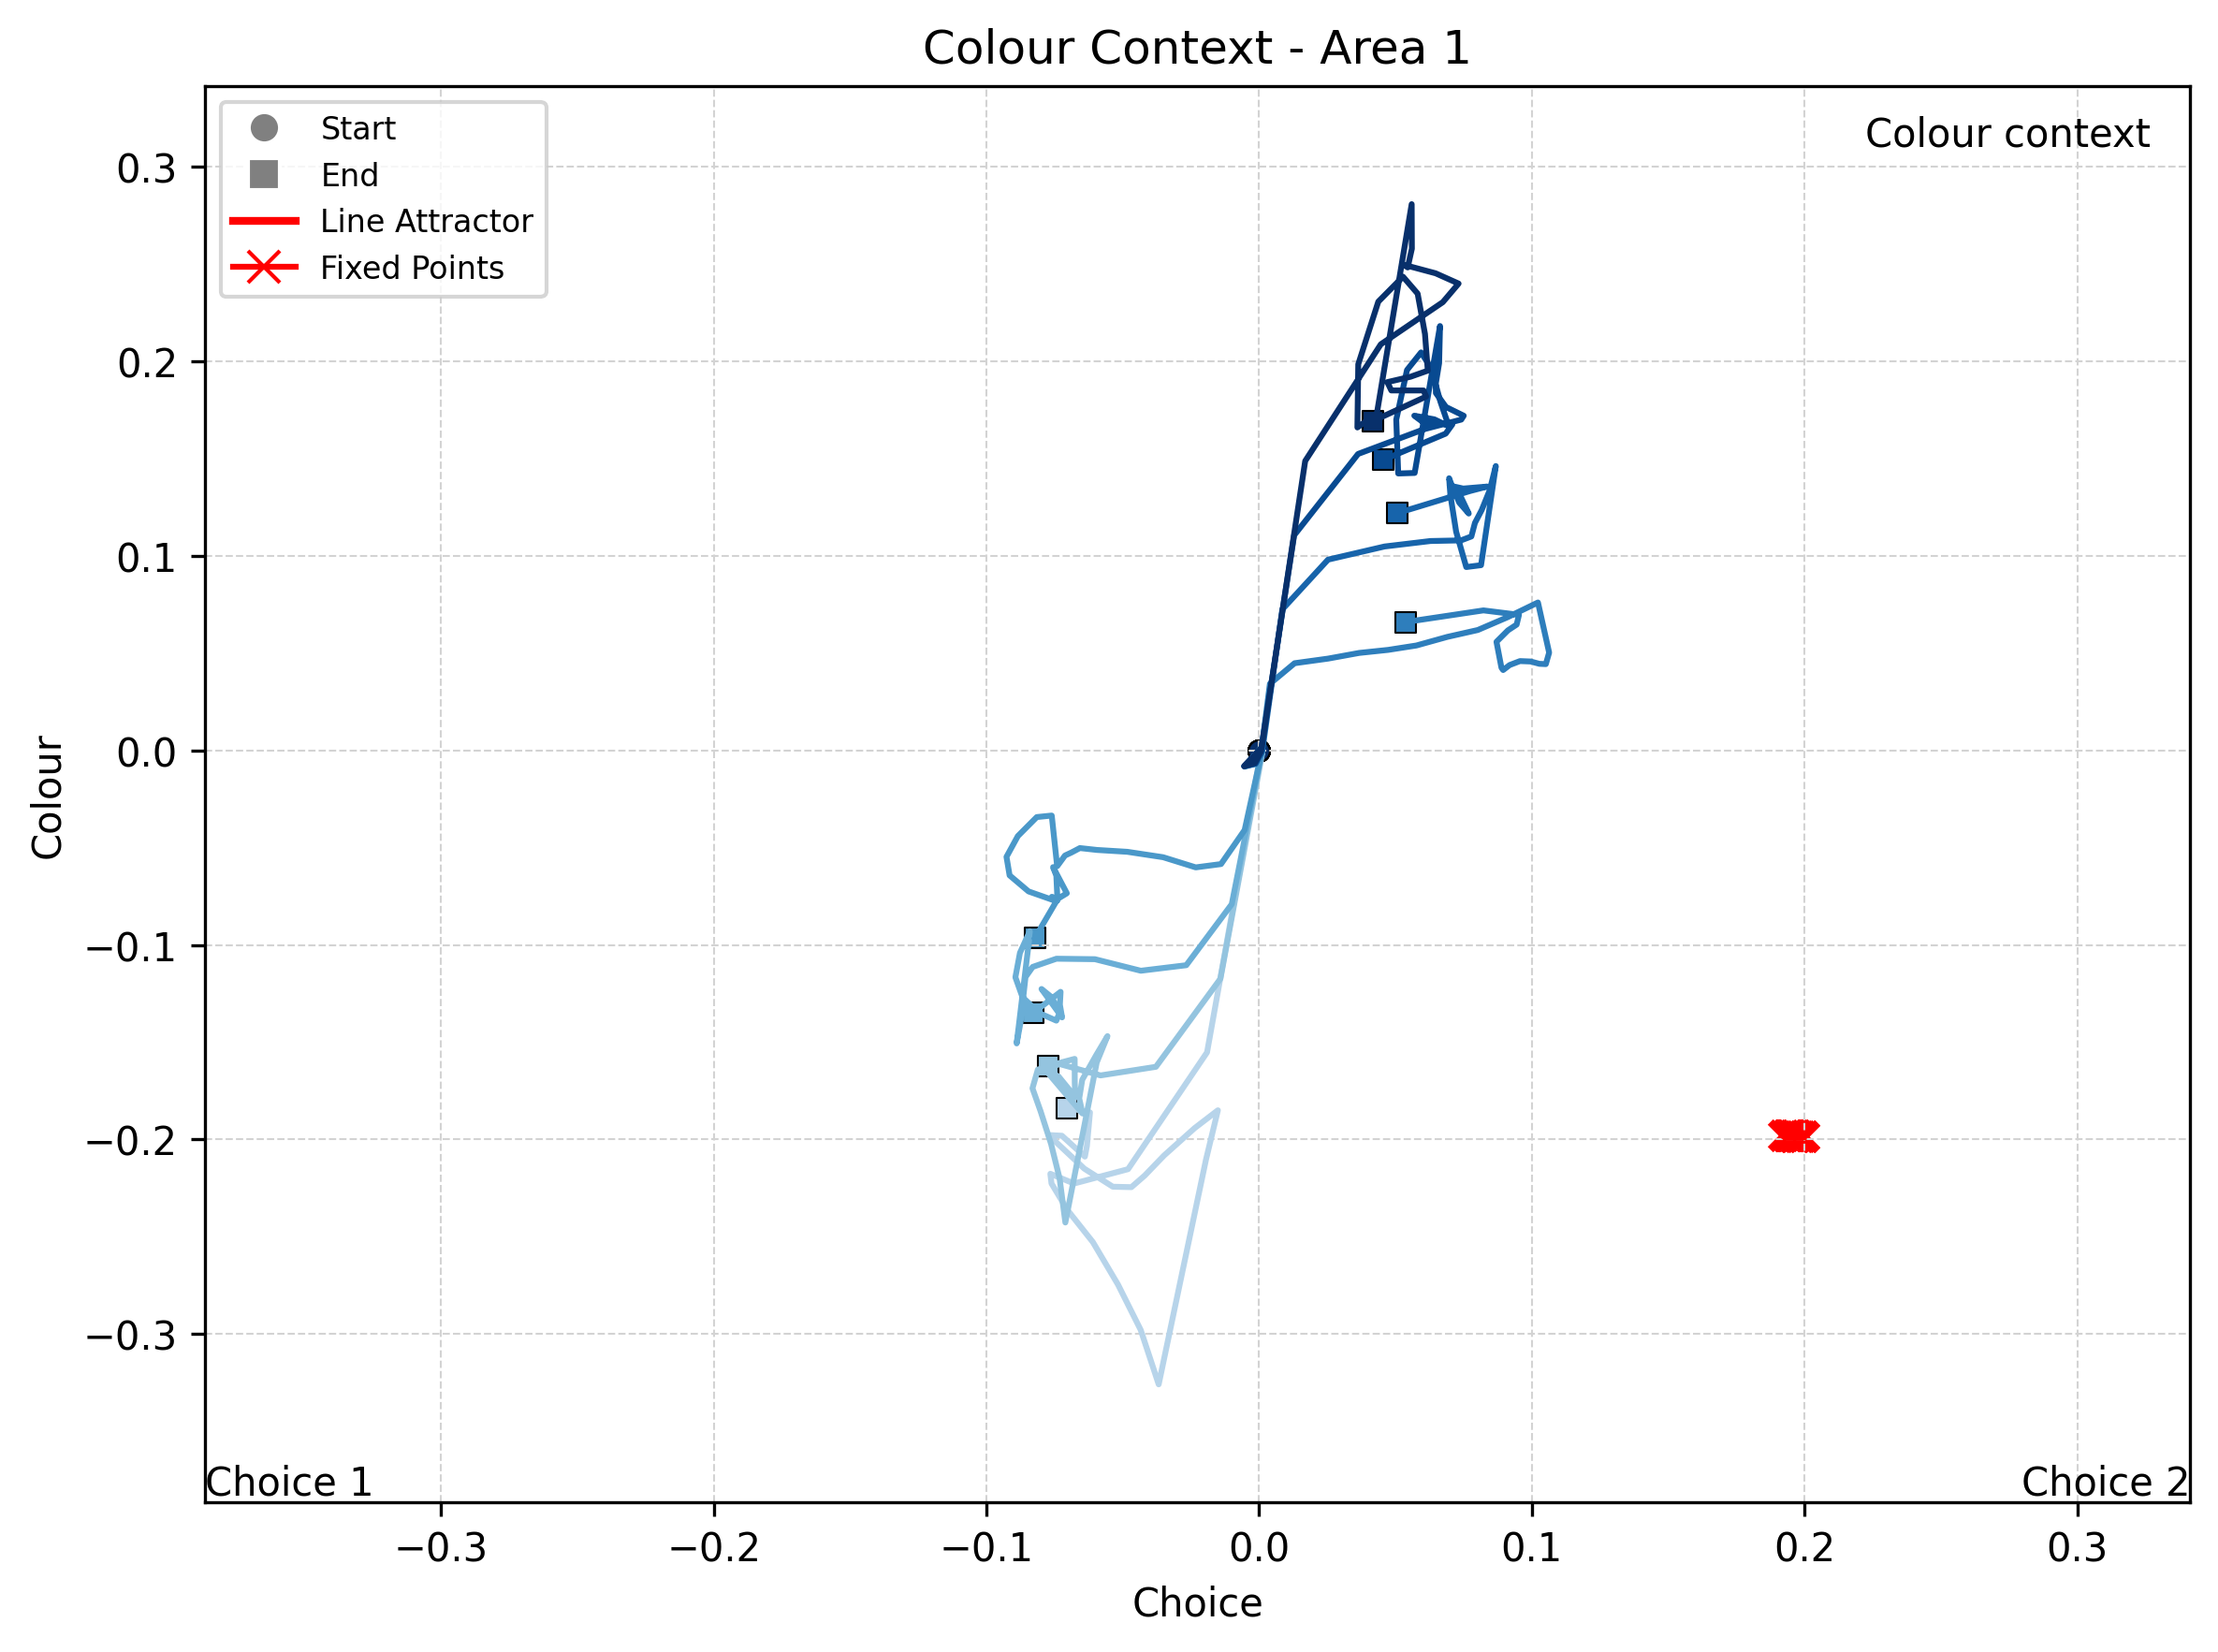 Colour Context - Area 1
Start
End
Line Attractor
Fixed Points
Colour context
0.3
0.2
0.1
0.0
−0.1
−0.2
−0.3
Colour
Choice 1
Choice 2
−0.3
−0.2
−0.1
0.0
0.1
0.2
0.3
Choice